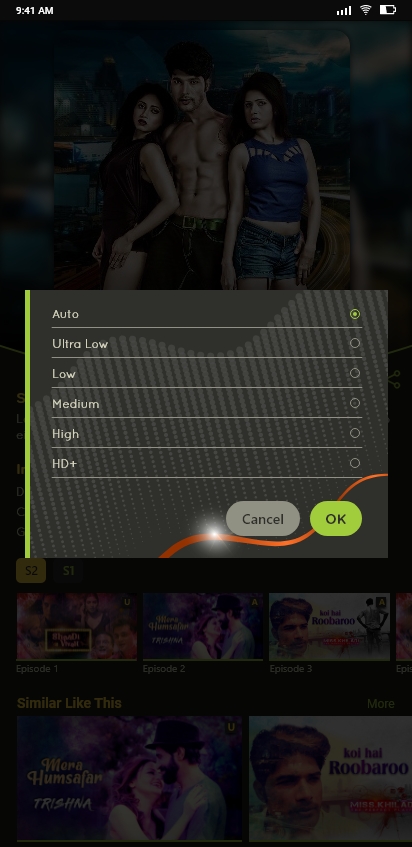 9:41 AM
Auto
Ultra Low
Low
Medium
High
HD+
Cancel
OK
S2
S1
U
A
A
Mera
Humsafar
TRISHNA
koi hai
Roobaroo
Episode 1
Episode 2
Episode 3
Similar Like This
More
U
Mera
Humsafar
TRISHNA
koi hai
Roobaroo